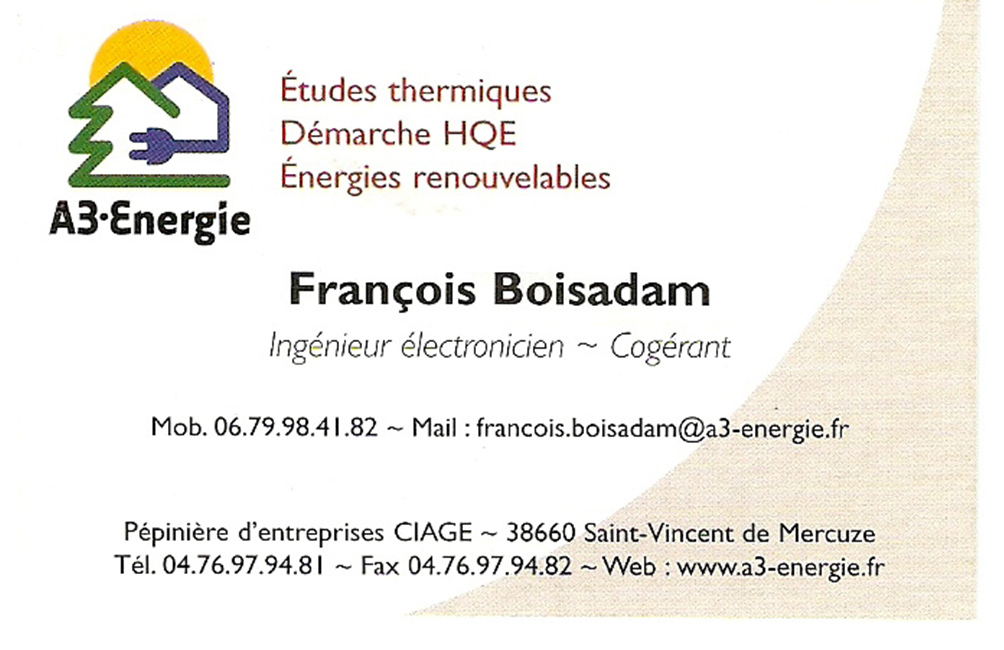 Études thermiques
Démarche HQE
Énergies renouvelables
A3·Energie
François Boisadam
Ingénieur électronicien ~ Cogérant
Mob. 06.79.98.41.82 ~ Mail : francois.boisadam@a3-energie.fr
Pépinière d'entreprises CIAGE ~ 38660 Saint-Vincent de Mercuze
Tél. 04.76.97.94.81 ~ Fax 04.76.97.94.82 ~ Web : www.a3-energie.fr